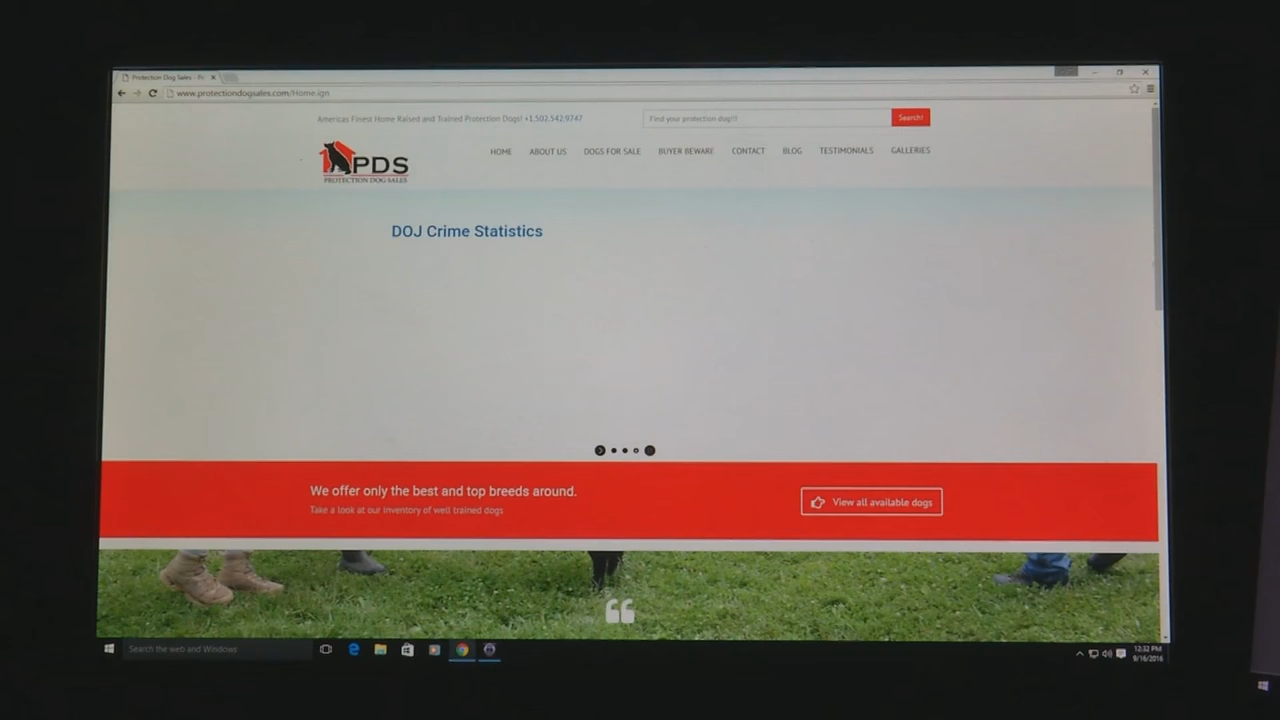 Protection Dog Sales - Pr
www.protectiondogsales.com/Home.ign
Americas Finest Home Raised and Trained Protection Dogs! +1.502.542.9747
Find your protection dog!!!
Search!
PDS
PROTECTION DOG SALES
HOME ABOUT US DOGS FOR SALE BUYER BEWARE CONTACT BLOG TESTIMONIALS GALLERIES
DOJ Crime Statistics
We offer only the best and top breeds around.
Take a look at our inventory of well trained dogs
View all available dogs
“
Search the web and Windows
12:32 PM
9/16/2016